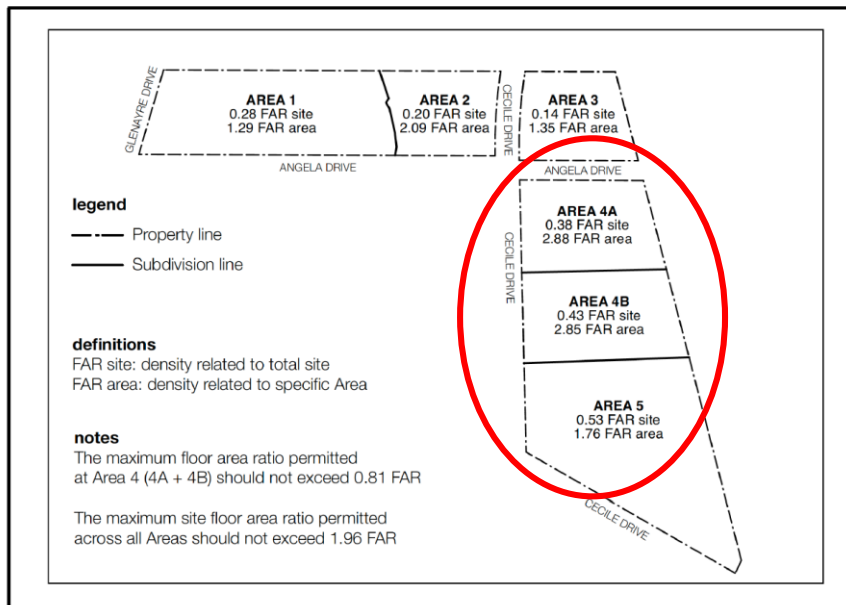 GLENAYRE DRIVE
AREA 1
0.28 FAR site
1.29 FAR area
AREA 2
0.20 FAR site
2.09 FAR area
CECILE DRIVE
AREA 3
0.14 FAR site
1.35 FAR area
ANGELA DRIVE
ANGELA DRIVE
legend
Property line
Subdivision line
CECILE DRIVE
AREA 4A
0.38 FAR site
2.88 FAR area
AREA 4B
0.43 FAR site
2.85 FAR area
definitions
FAR site: density related to total site
FAR area: density related to specific Area
AREA 5
0.53 FAR site
1.76 FAR area
notes
The maximum floor area ratio permitted
at Area 4 (4A + 4B) should not exceed 0.81 FAR
The maximum site floor area ratio permitted
across all Areas should not exceed 1.96 FAR
CECILE DRIVE